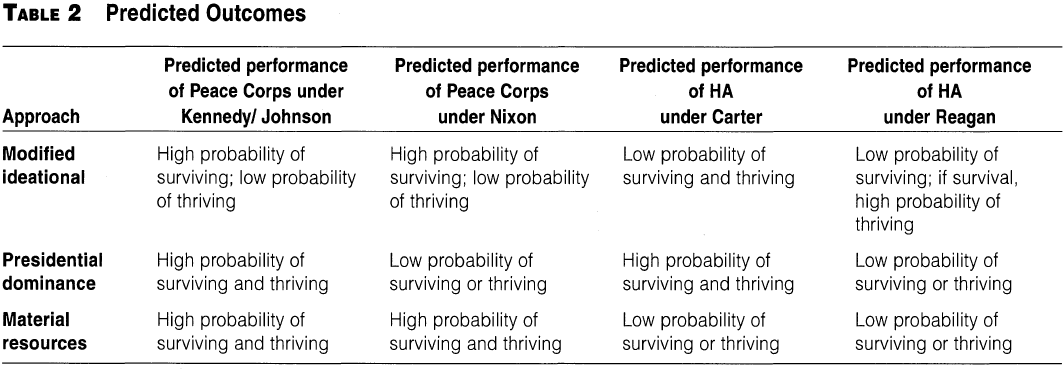 TABLE 2 Predicted Outcomes
Predicted performance Predicted performance Predicted performance Predicted performance
of Peace Corps under of Peace Corps of HA of HA
Approach Kennedy/ Johnson under Nixon under Carter under Reagan
Modified High probability of High probability of Low probability of Low probability of
ideational surviving; low probability surviving; low probability surviving and thriving surviving; if survival,
of thriving of thriving high probability of
thriving
Presidential High probability of Low probability of High probability of Low probability of
dominance surviving and thriving surviving or thriving surviving and thriving surviving or thriving
Material High probability of High probability of Low probability of Low probability of
resources surviving and thriving surviving and thriving surviving or thriving surviving or thriving